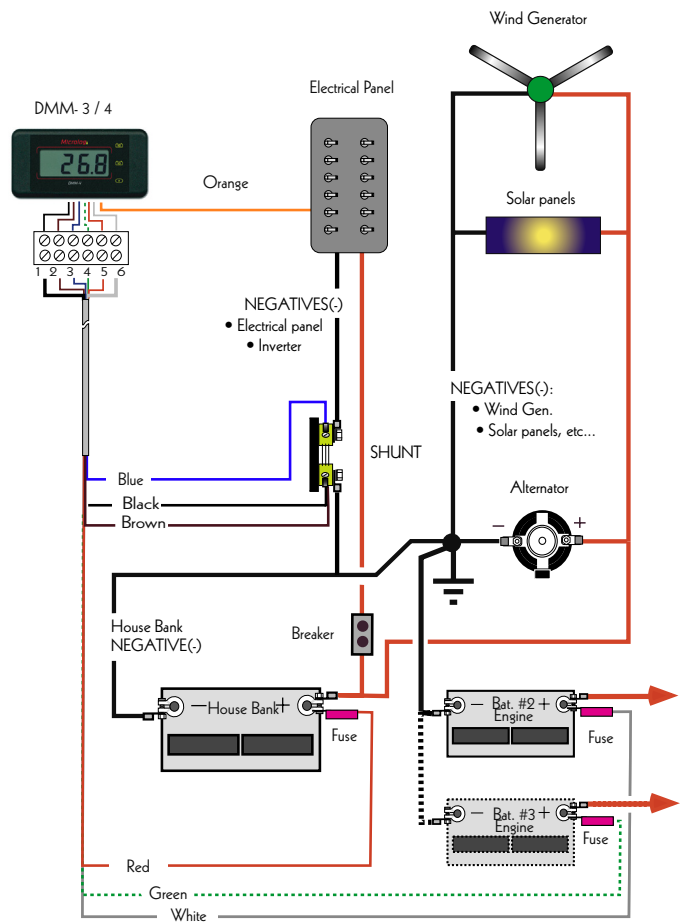 Wind Generator
Electrical Panel
DMM- 3 / 4
26.8
Orange
Solar panels
1 2 3 4 5 6
NEGATIVES(-)
• Electrical panel
• Inverter
NEGATIVES(-):
• Wind Gen.
• Solar panels, etc...
SHUNT
Blue
Black
Brown
Alternator
– +
House Bank
NEGATIVE(-)
Breaker
– House Bank +
Fuse
– Bat. #2 +
Engine
Fuse
– Bat. #3 +
Engine
Fuse
Red
Green
White